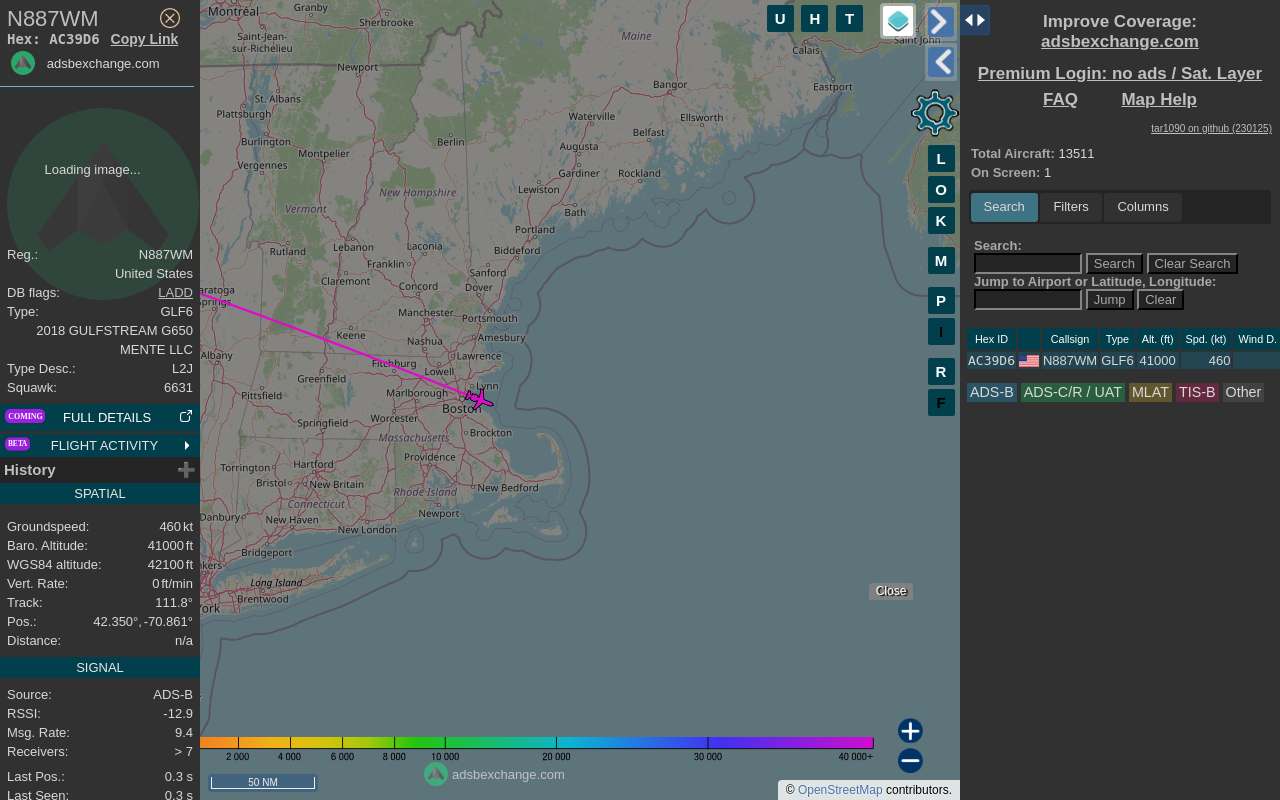 N887WM
Hex: AC39D6 Copy Link
adsbexchange.com
Loading image...
Reg.: N887WM
United States
DB flags: LADD
Type: GLF6
2018 GULFSTREAM G650
MENTE LLC
Type Desc.: L2J
Squawk: 6631
COMING FULL DETAILS
BETA FLIGHT ACTIVITY
History
SPATIAL
Groundspeed: 460 kt
Baro. Altitude: 41000 ft
WGS84 altitude: 42100 ft
Vert. Rate: 0 ft/min
Track: 111.8°
Pos.: 42.350°, -70.861°
Distance: n/a
SIGNAL
Source: ADS-B
RSSI: -12.9
Msg. Rate: 9.4
Receivers: > 7
Last Pos.: 0.3 s
Last Seen: 0.3 s
Montréal
Granby
Sherbrooke
Saint-Jean-
sur-Richelieu
Newport
St. Albans
Plattsburgh
Burlington
Montpelier
Vergennes
Berlin
New Hampshire
Vermont
Maine
Calais
Saint John
Bangor
Eastport
Waterville
Ellsworth
Belfast
Augusta
Gardiner
Rockland
Lewiston
Bath
Portland
Rutland
Lebanon
Laconia
Biddeford
Franklin
Claremont
Concord
Sanford
Dover
Manchester
Portsmouth
Keene
Nashua
Amesbury
Albany
Fitchburg
Lowell
Lawrence
Greenfield
Pittsfield
Marlborough
Lynn
Boston
Worcester
Springfield
Massachusetts
Brockton
Torrington
Hartford
Providence
Bristol
New Britain
Rhode Island
New Bedford
Connecticut
Danbury
New Haven
Newport
New London
Bridgeport
Long Island
Brentwood
U H T
L
O
K
M
P
I
R
F
Close
2 000 4 000 6 000 8 000 10 000 20 000 30 000 40 000+
adsbexchange.com
50 NM
© OpenStreetMap contributors.
Improve Coverage:
adsbexchange.com
Premium Login: no ads / Sat. Layer
FAQ Map Help
tar1090 on github (230125)
Total Aircraft: 13511
On Screen: 1
Search Filters Columns
Search:
Search Clear Search
Jump to Airport or Latitude, Longitude:
Jump Clear
Hex ID Callsign Type Alt. (ft) Spd. (kt) Wind D.
AC39D6 N887WM GLF6 41000 460
ADS-B ADS-C/R / UAT MLAT TIS-B Other